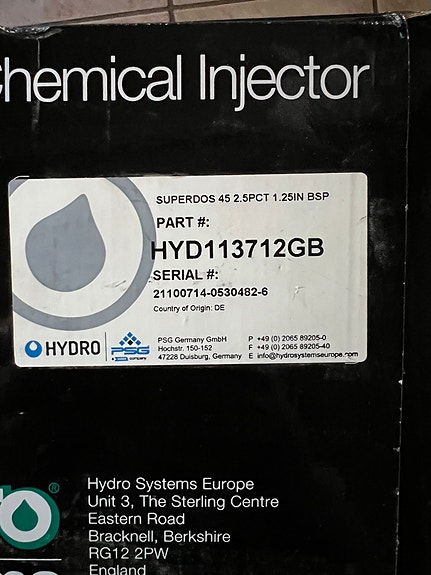 Chemical Injector
SUPERDOS 45 2.5PCT 1.25IN BSP
PART #:
HYD113712GB
SERIAL #:
21100714-0530482-6
Country of Origin: DE
HYDRO
PSG
company
PSG Germany GmbH
Hochstr. 150-152
47228 Duisburg, Germany
P +49 (0) 2065 89205-0
F +49 (0) 2065 89205-40
E info@hydrosystemseurope.com
®
Hydro Systems Europe
Unit 3, The Sterling Centre
Eastern Road
Bracknell, Berkshire
RG12 2PW
England